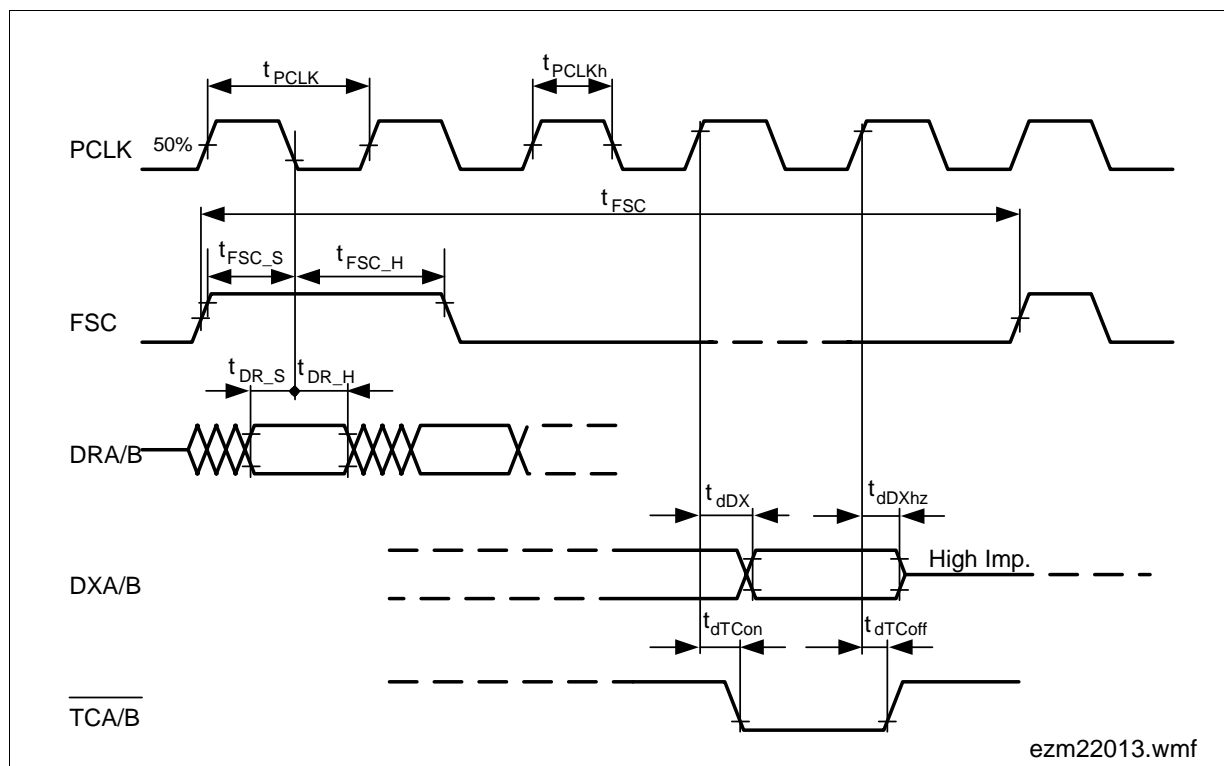 t PCLK
t PCLKh
PCLK
50%
t FSC
t FSC_S
t FSC_H
FSC
t DR_S
t DR_H
DRA/B
t dDX
t dDXhz
High Imp.
DXA/B
t dTCon
t dTCoff
TCA/B
ezm22013.wmf